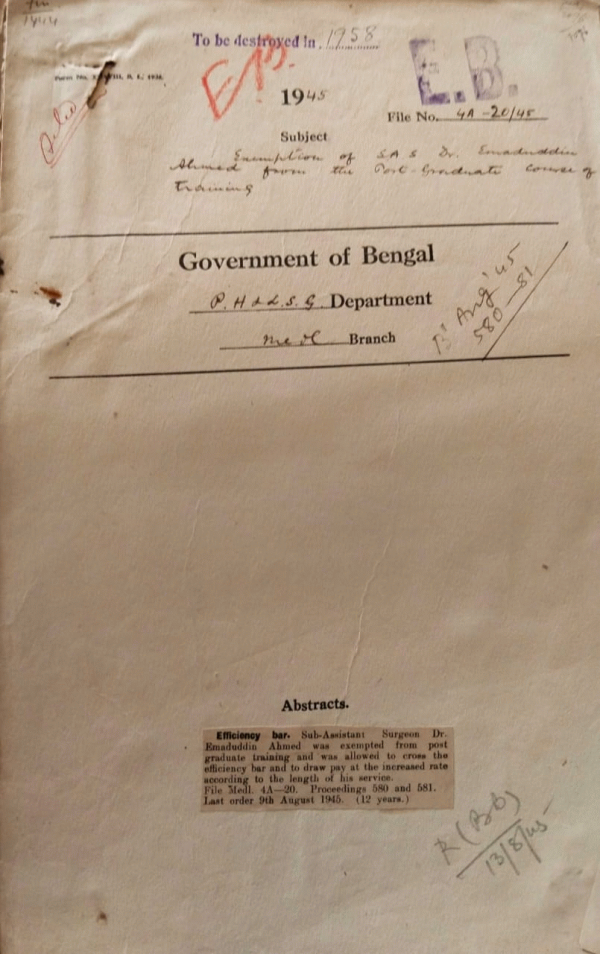 1944
To be destroyed in 1958
E.B.
E.B.
1945
File No. 4A-20/45
Subject
Exemption of S A S Dr. Emaduddin
Ahmed from the Post-Graduate course of
training
Government of Bengal
P. H & L. S. G. Department
Medl Branch
'B' Aug '45
580-81
Abstracts.
Efficiency bar. Sub-Assistant Surgeon Dr.
Emaduddin Ahmed was exempted from post
graduate training and was allowed to cross the
efficiency bar and to draw pay at the increased rate
according to the length of his service.
File Medl. 4A—20. Proceedings 580 and 581.
Last order 9th August 1945. (12 years.)
13/8/45